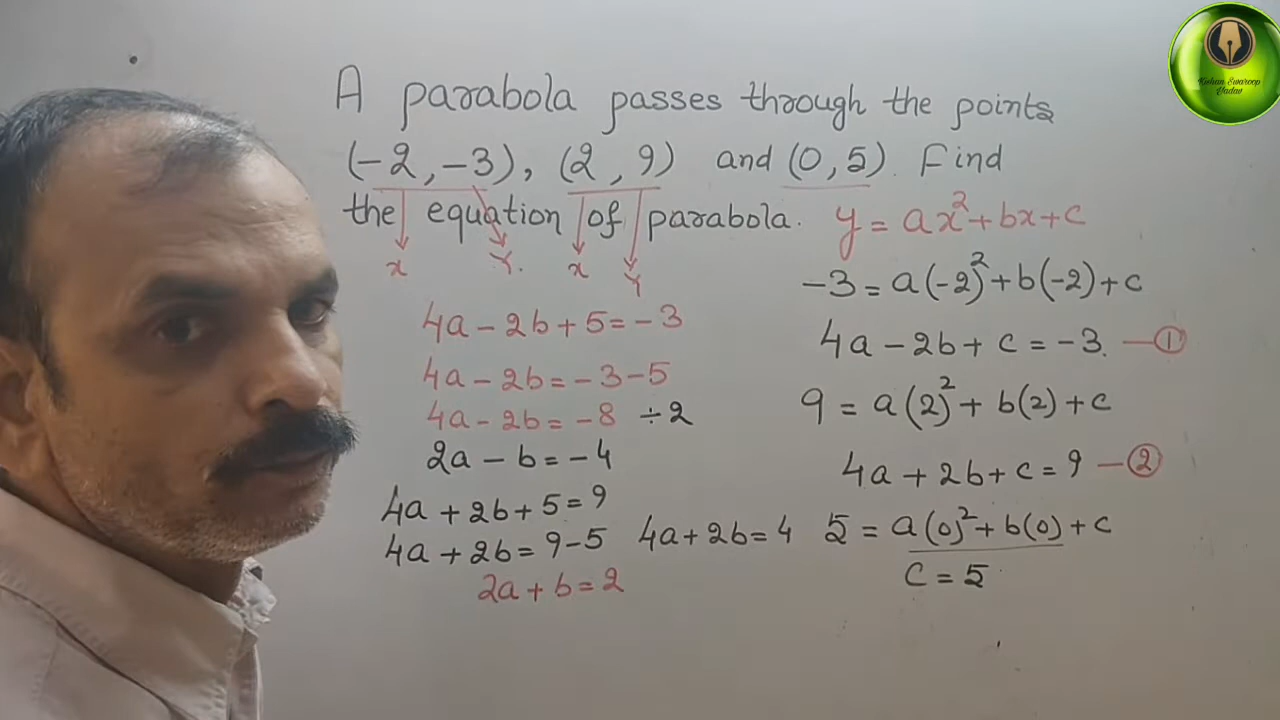 A parabola passes through the points
(-2, -3), (2, 9) and (0, 5). Find
the equation of parabola. y = ax²+bx+c
x Y. x Y
-3 = a(-2)²+b(-2)+c
4a - 2b + c = -3. —①
9 = a(2)² + b(2)+c
4a + 2b + c = 9 —②
5 = a(0)²+b(0)+c
c = 5
4a - 2b + 5 = -3
4a - 2b = -3 - 5
4a - 2b = -8 ÷2
2a - b = -4
4a + 2b + 5 = 9
4a + 2b = 9-5 4a+2b = 4
2a + b = 2
Kishan Swaroop
Yadav